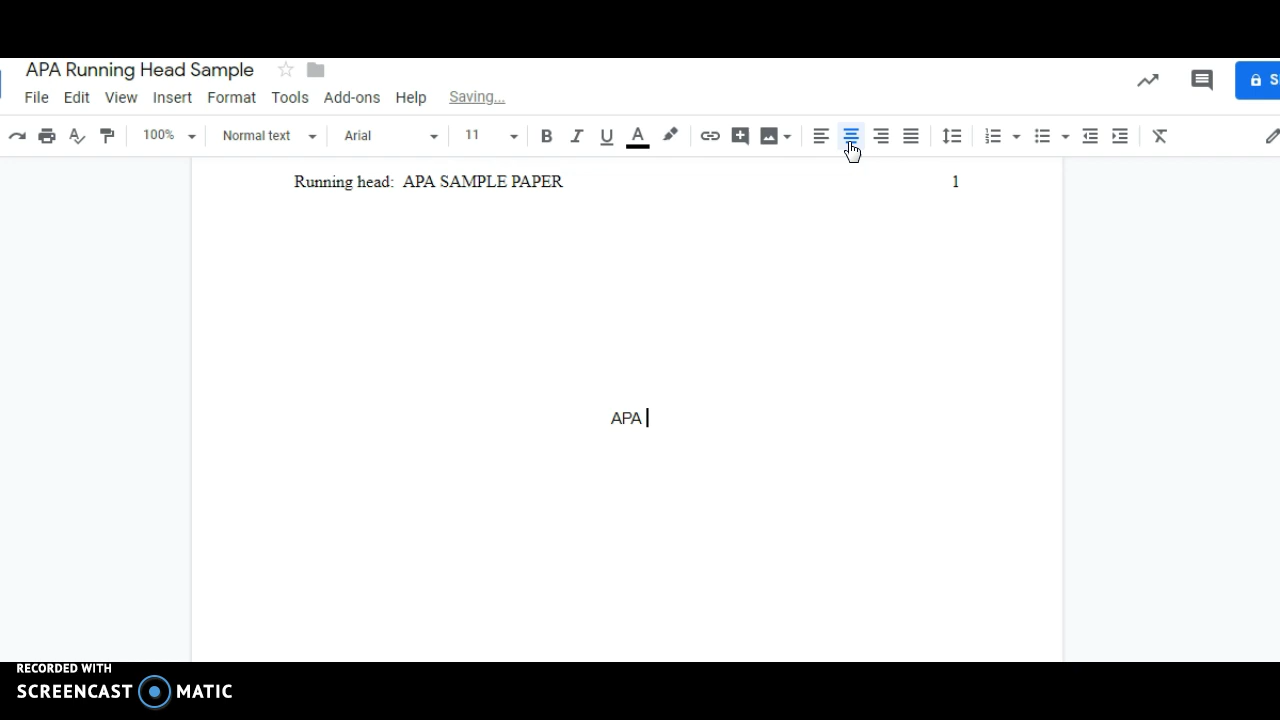 APA Running Head Sample
File Edit View Insert Format Tools Add-ons Help Saving...
S
100% Normal text Arial 11 B I U A
Running head: APA SAMPLE PAPER 1
APA
RECORDED WITH
SCREENCAST MATIC